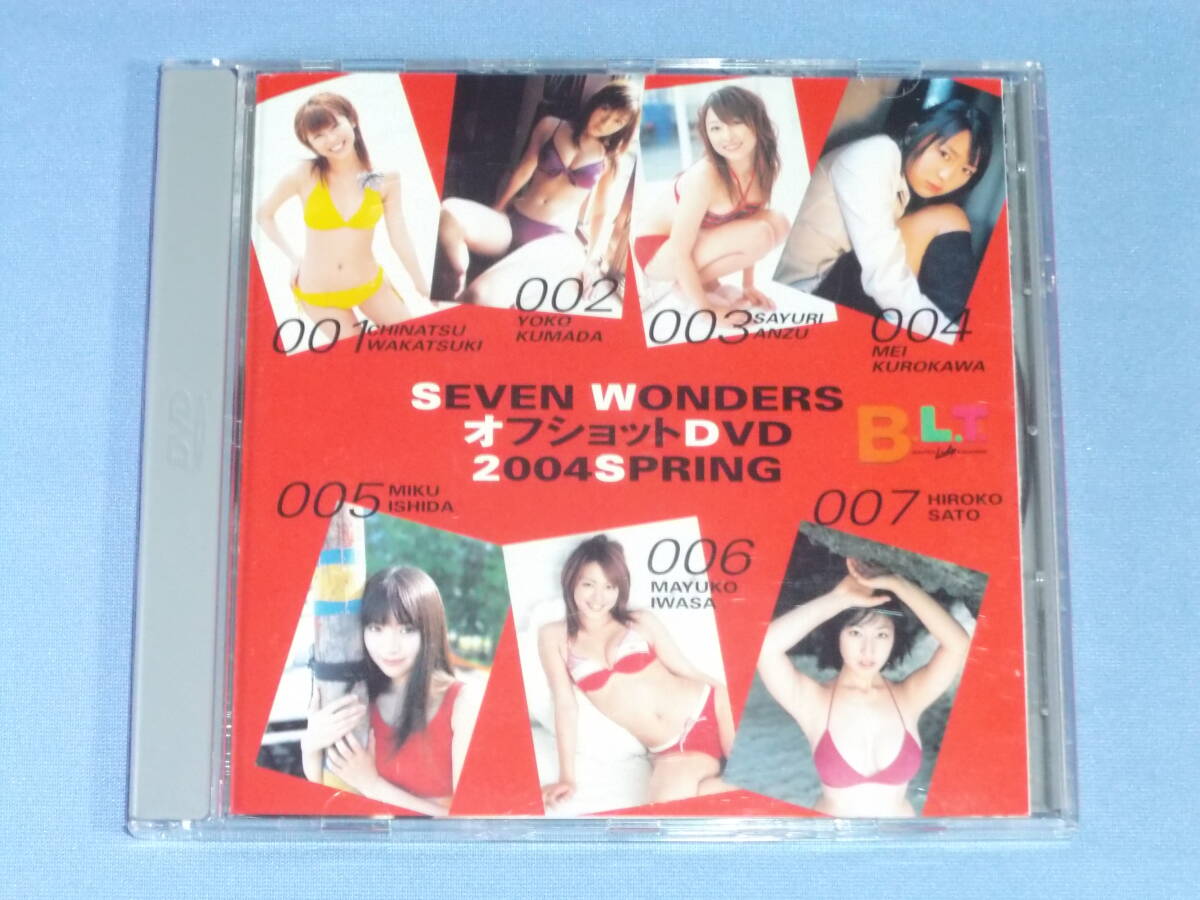 001 CHINATSU
WAKATSUKI
002
YOKO
KUMADA
003 SAYURI
ANZU
004
MEI
KUROKAWA
SEVEN WONDERS
オフショットDVD
2004SPRING
B.L.T.
005 MIKU
ISHIDA
006
MAYUKO
IWASA
007 HIROKO
SATO
DVD